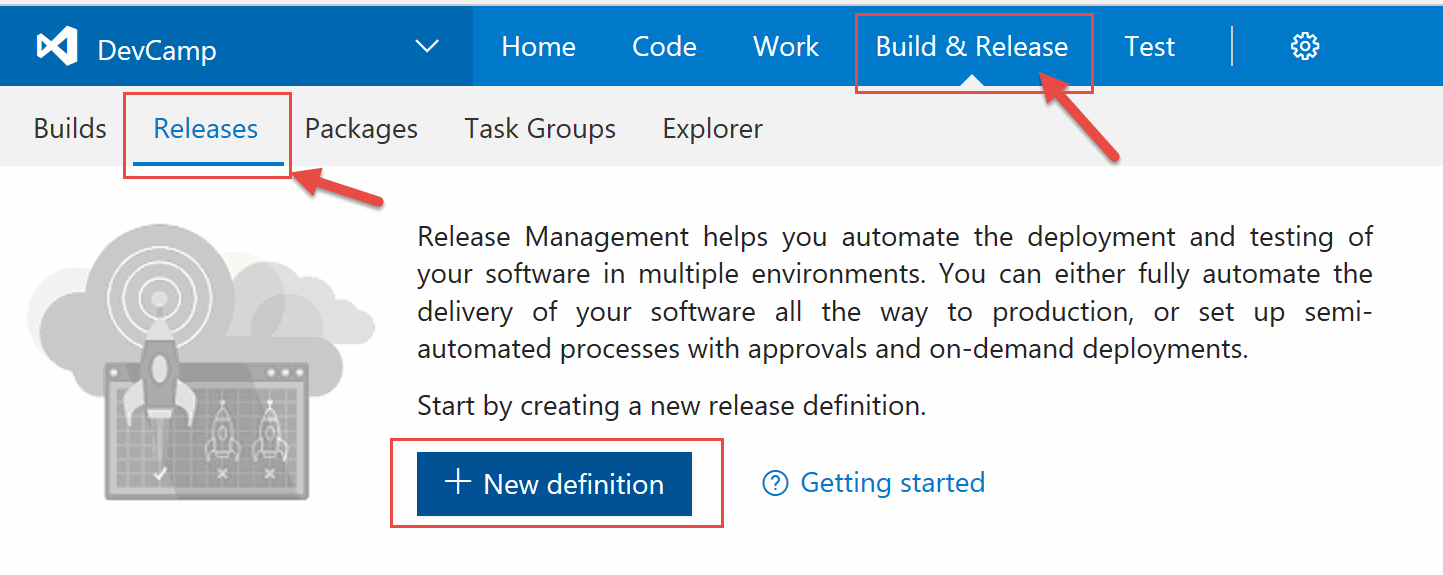 DevCamp Home Code Work Build & Release Test
Builds Releases Packages Task Groups Explorer
Release Management helps you automate the deployment and testing of
your software in multiple environments. You can either fully automate the
delivery of your software all the way to production, or set up semi-
automated processes with approvals and on-demand deployments.
Start by creating a new release definition.
+ New definition ? Getting started